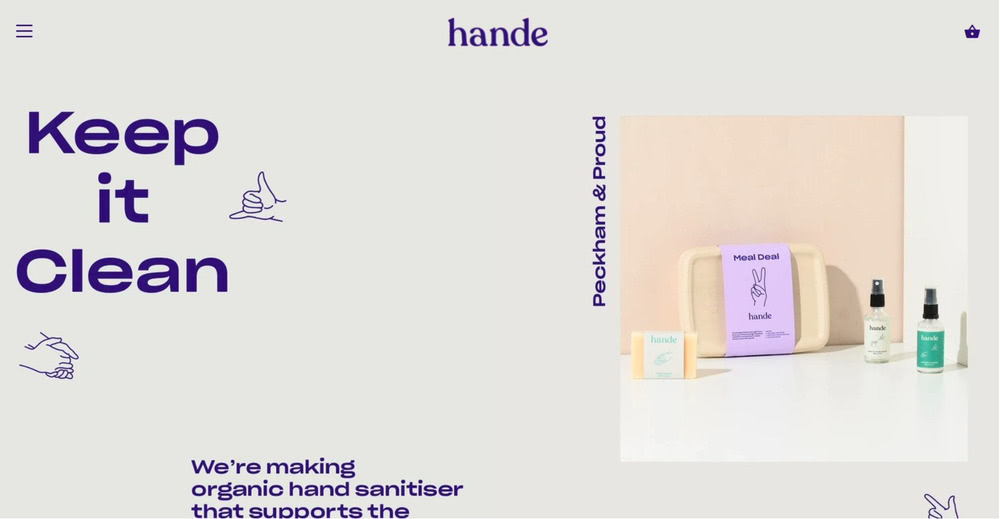 hande
Keep
it
Clean
Peckham & Proud
Meal Deal
hande
hande
hande
hande
We're making
organic hand sanitiser
that supports the